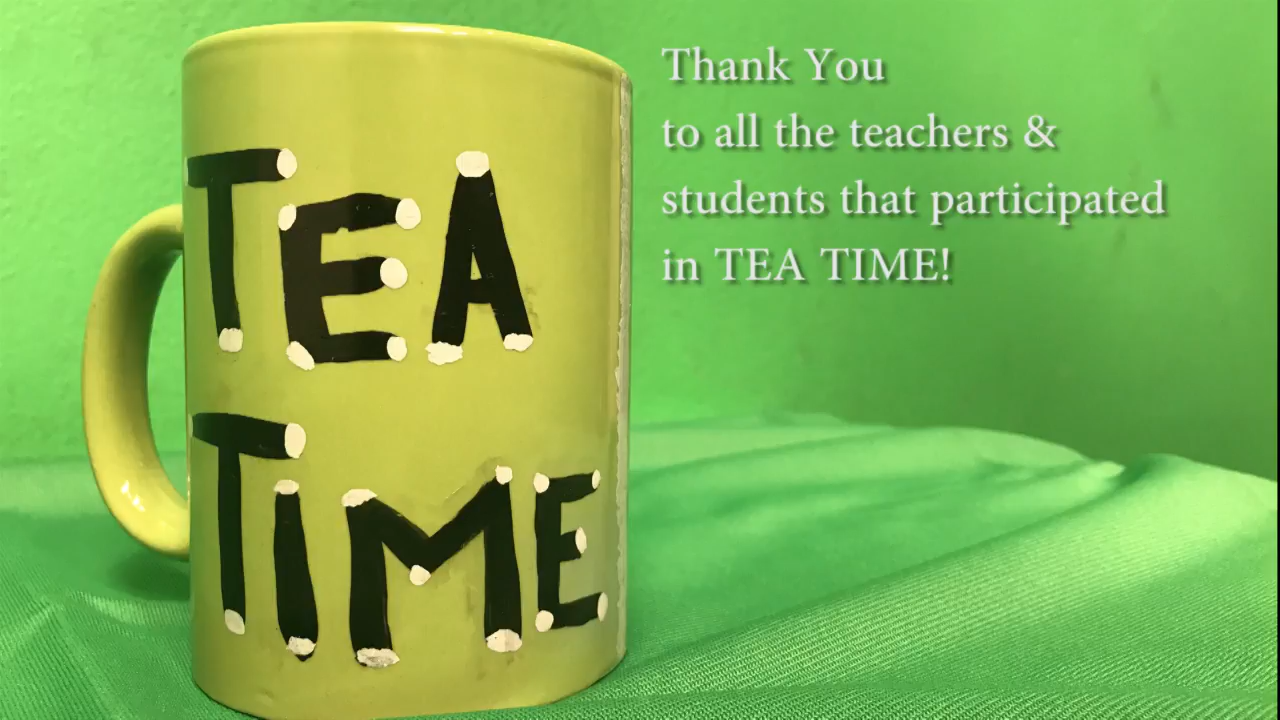 TEA
TIME
Thank You
to all the teachers &
students that participated
in TEA TIME!